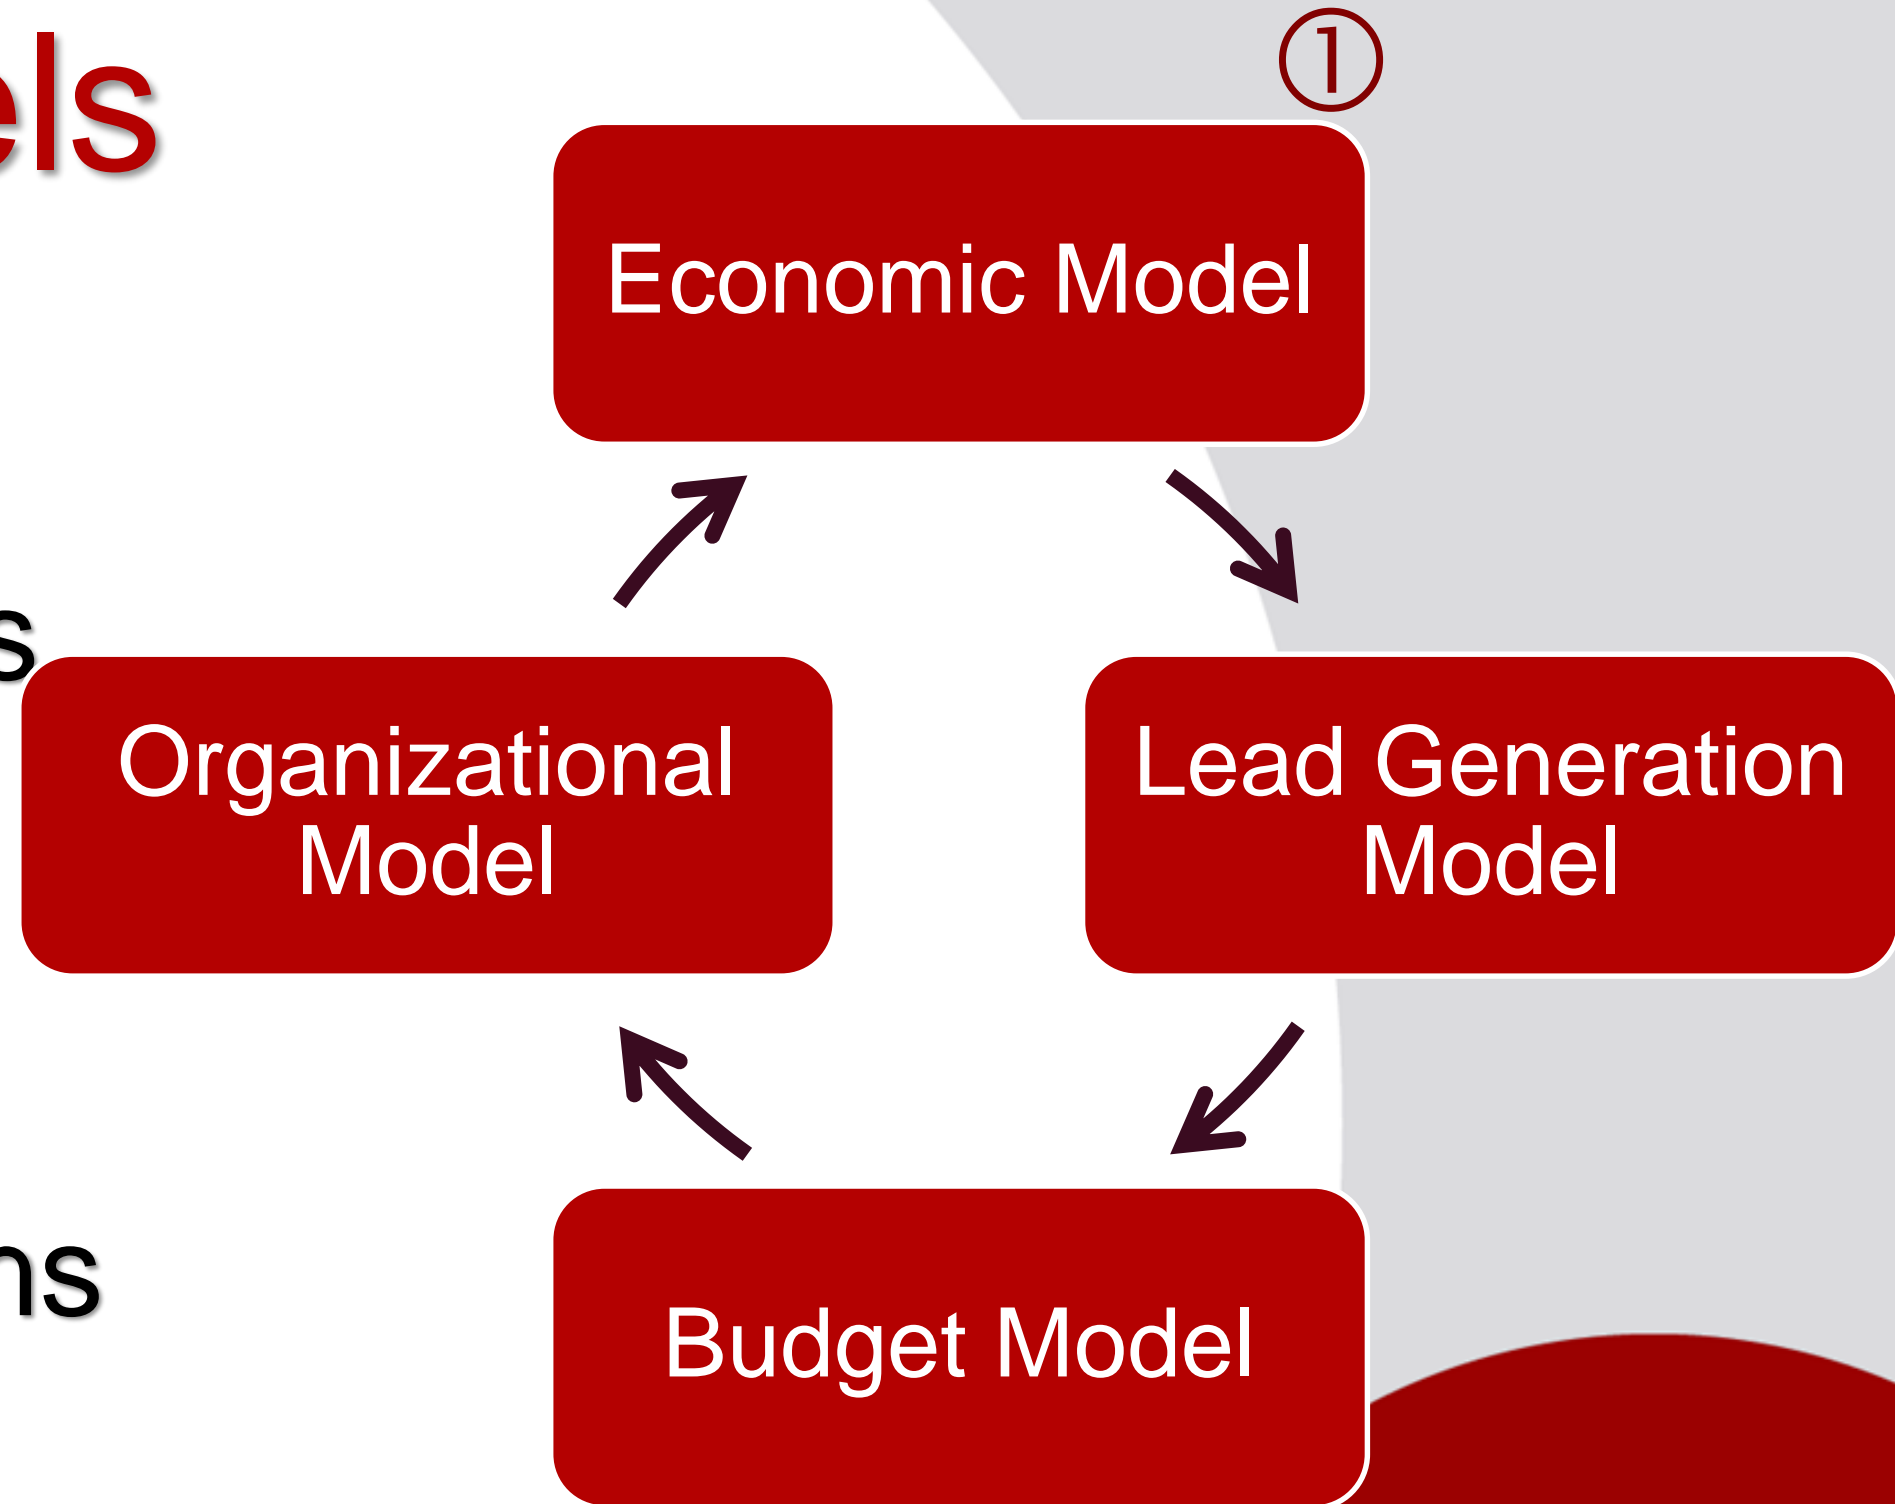 els
①
Economic Model
s
Organizational
Model
Lead Generation
Model
ns
Budget Model